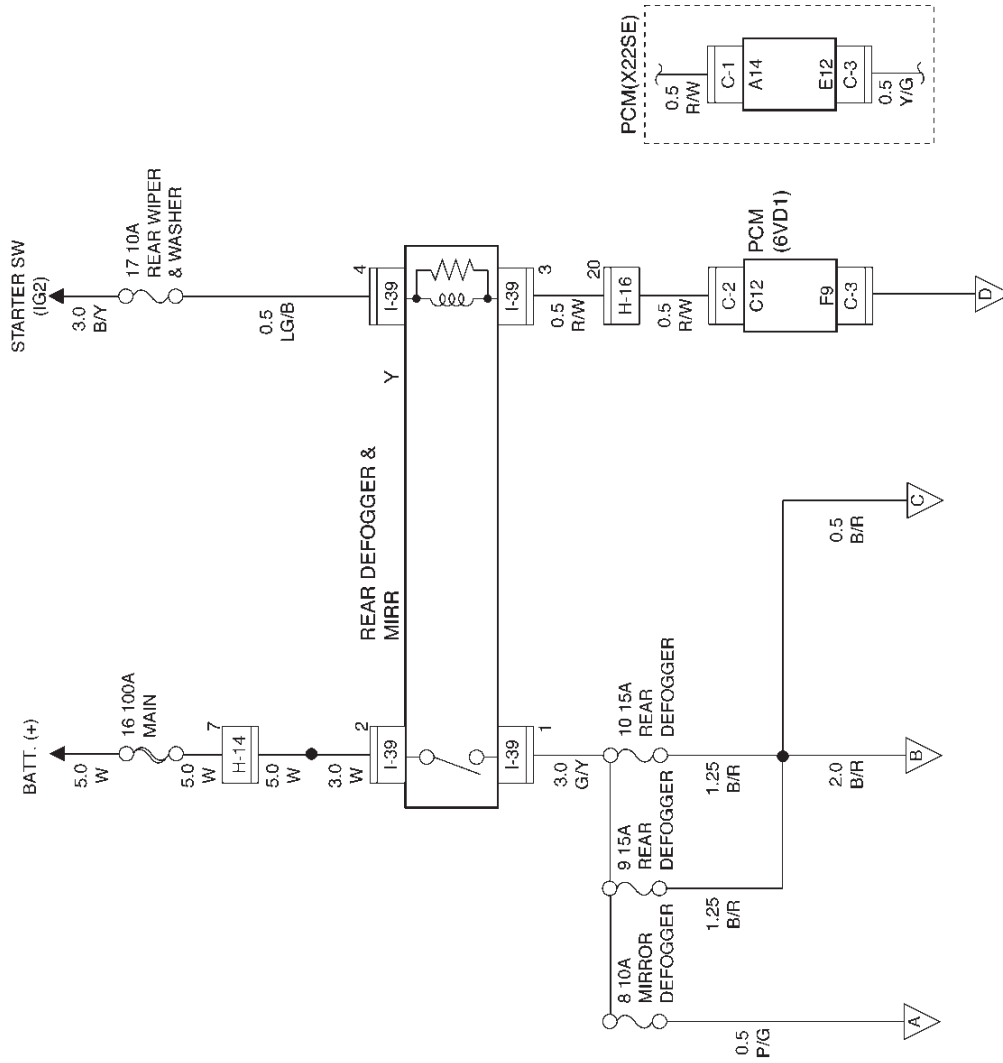 BATT. (+)
5.0
W
16 100A
MAIN
5.0
W
H-14
7
5.0
W
3.0
W
I-39
2
REAR DEFOGGER &
MIRR
Y
I-39
1
3.0
G/Y
8 10A
MIRROR
DEFOGGER
9 15A
REAR
DEFOGGER
10 15A
REAR
DEFOGGER
0.5
P/G
1.25
B/R
1.25
B/R
2.0
B/R
0.5
B/R
A
B
C
STARTER SW
(IG2)
3.0
B/Y
17 10A
REAR WIPER
& WASHER
0.5
LG/B
I-39
4
I-39
3
0.5
R/W
H-16
20
0.5
R/W
C-2
C12
PCM
(6VD1)
F9
C-3
D
PCM(X22SE)
0.5
R/W
C-1
A14
E12
C-3
0.5
Y/G